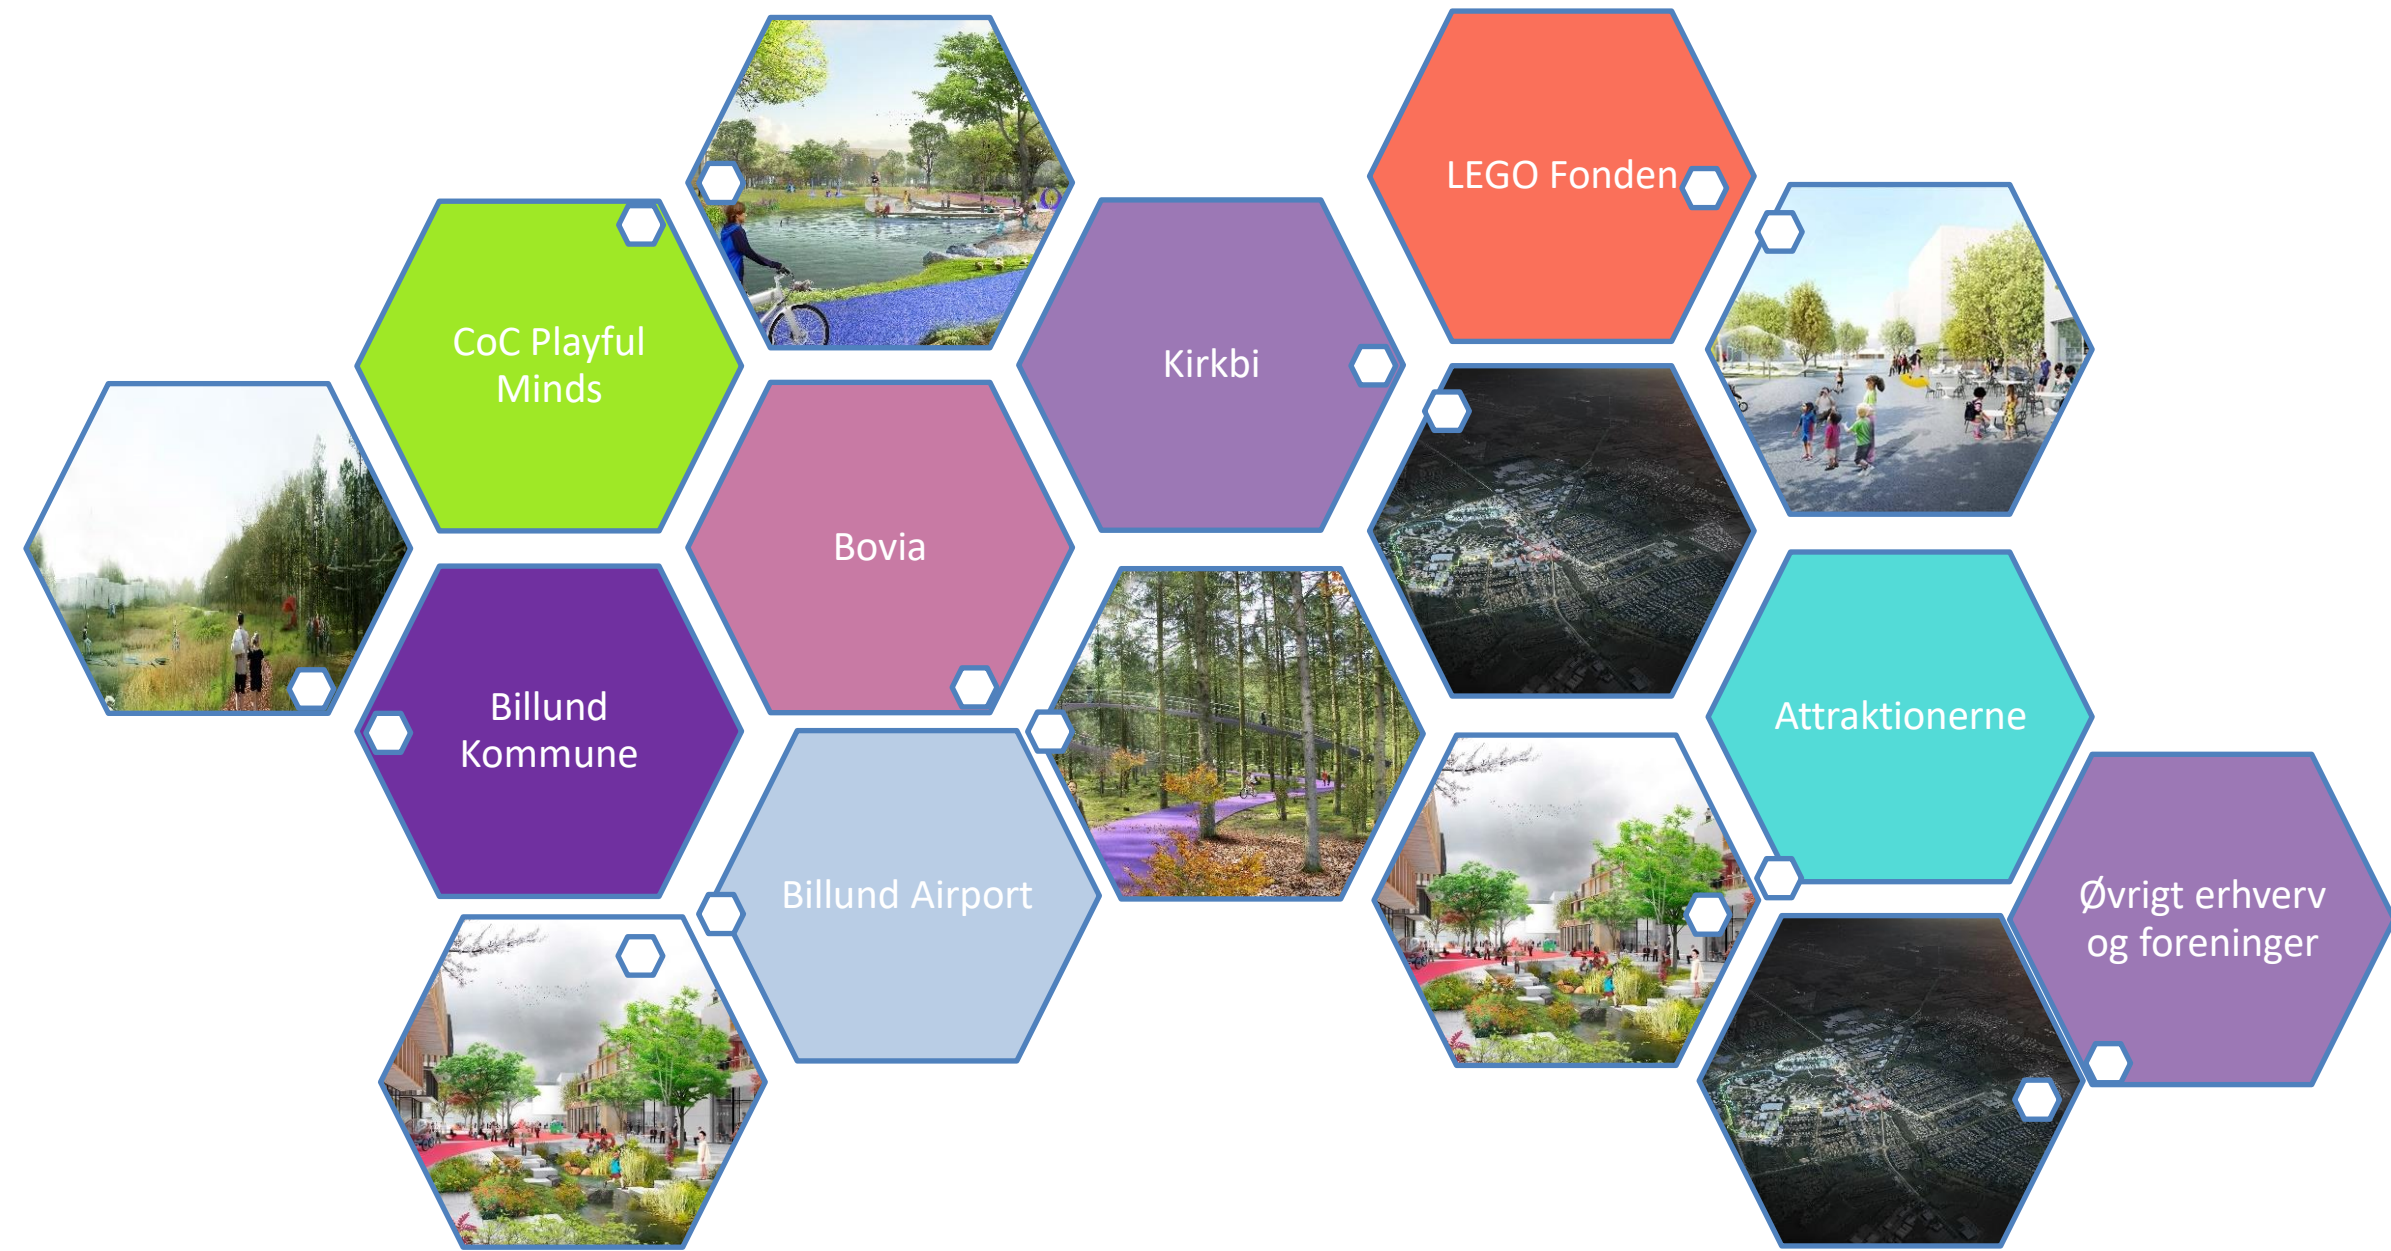 LEGO Fonden
CoC Playful
Minds
Kirkbi
Bovia
Billund
Kommune
Attraktionerne
Billund Airport
Øvrigt erhverv
og foreninger